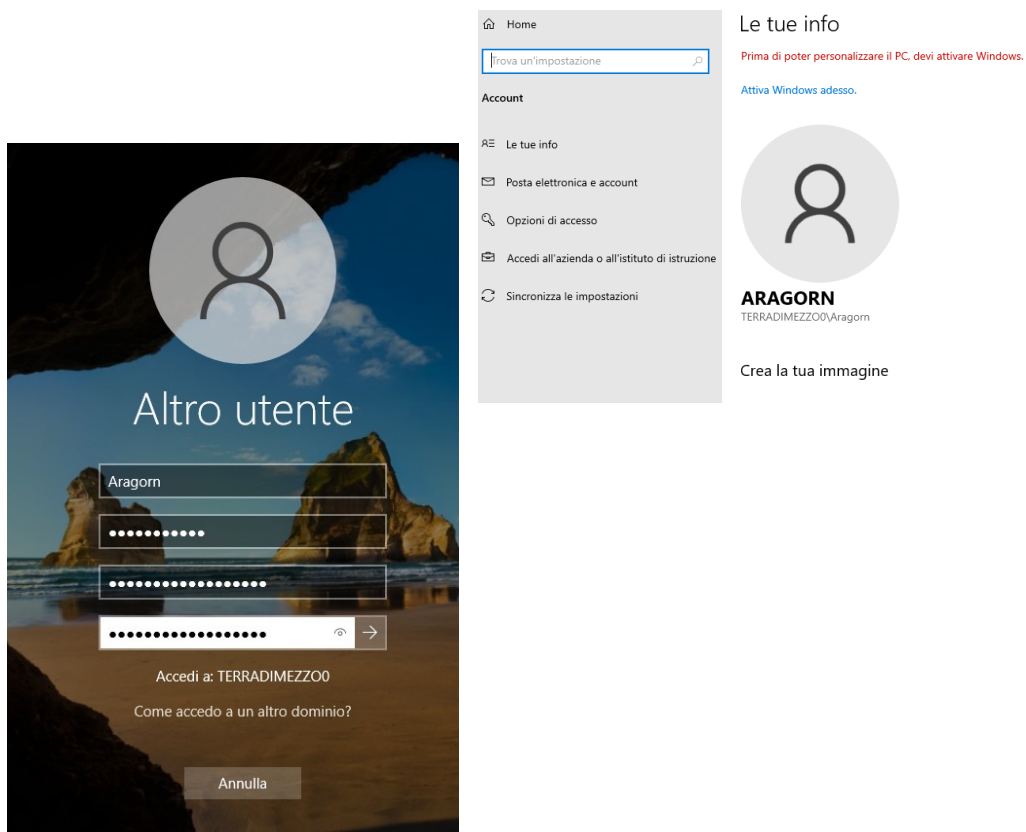 Altro utente
Aragorn
Accedi a: TERRADIMEZZO0
Come accedo a un altro dominio?
Annulla
Home
Trova un'impostazione
Account
Le tue info
Posta elettronica e account
Opzioni di accesso
Accedi all'azienda o all'istituto di istruzione
Sincronizza le impostazioni
Le tue info
Prima di poter personalizzare il PC, devi attivare Windows.
Attiva Windows adesso.
ARAGORN
TERRADIMEZZO0\Aragorn
Crea la tua immagine